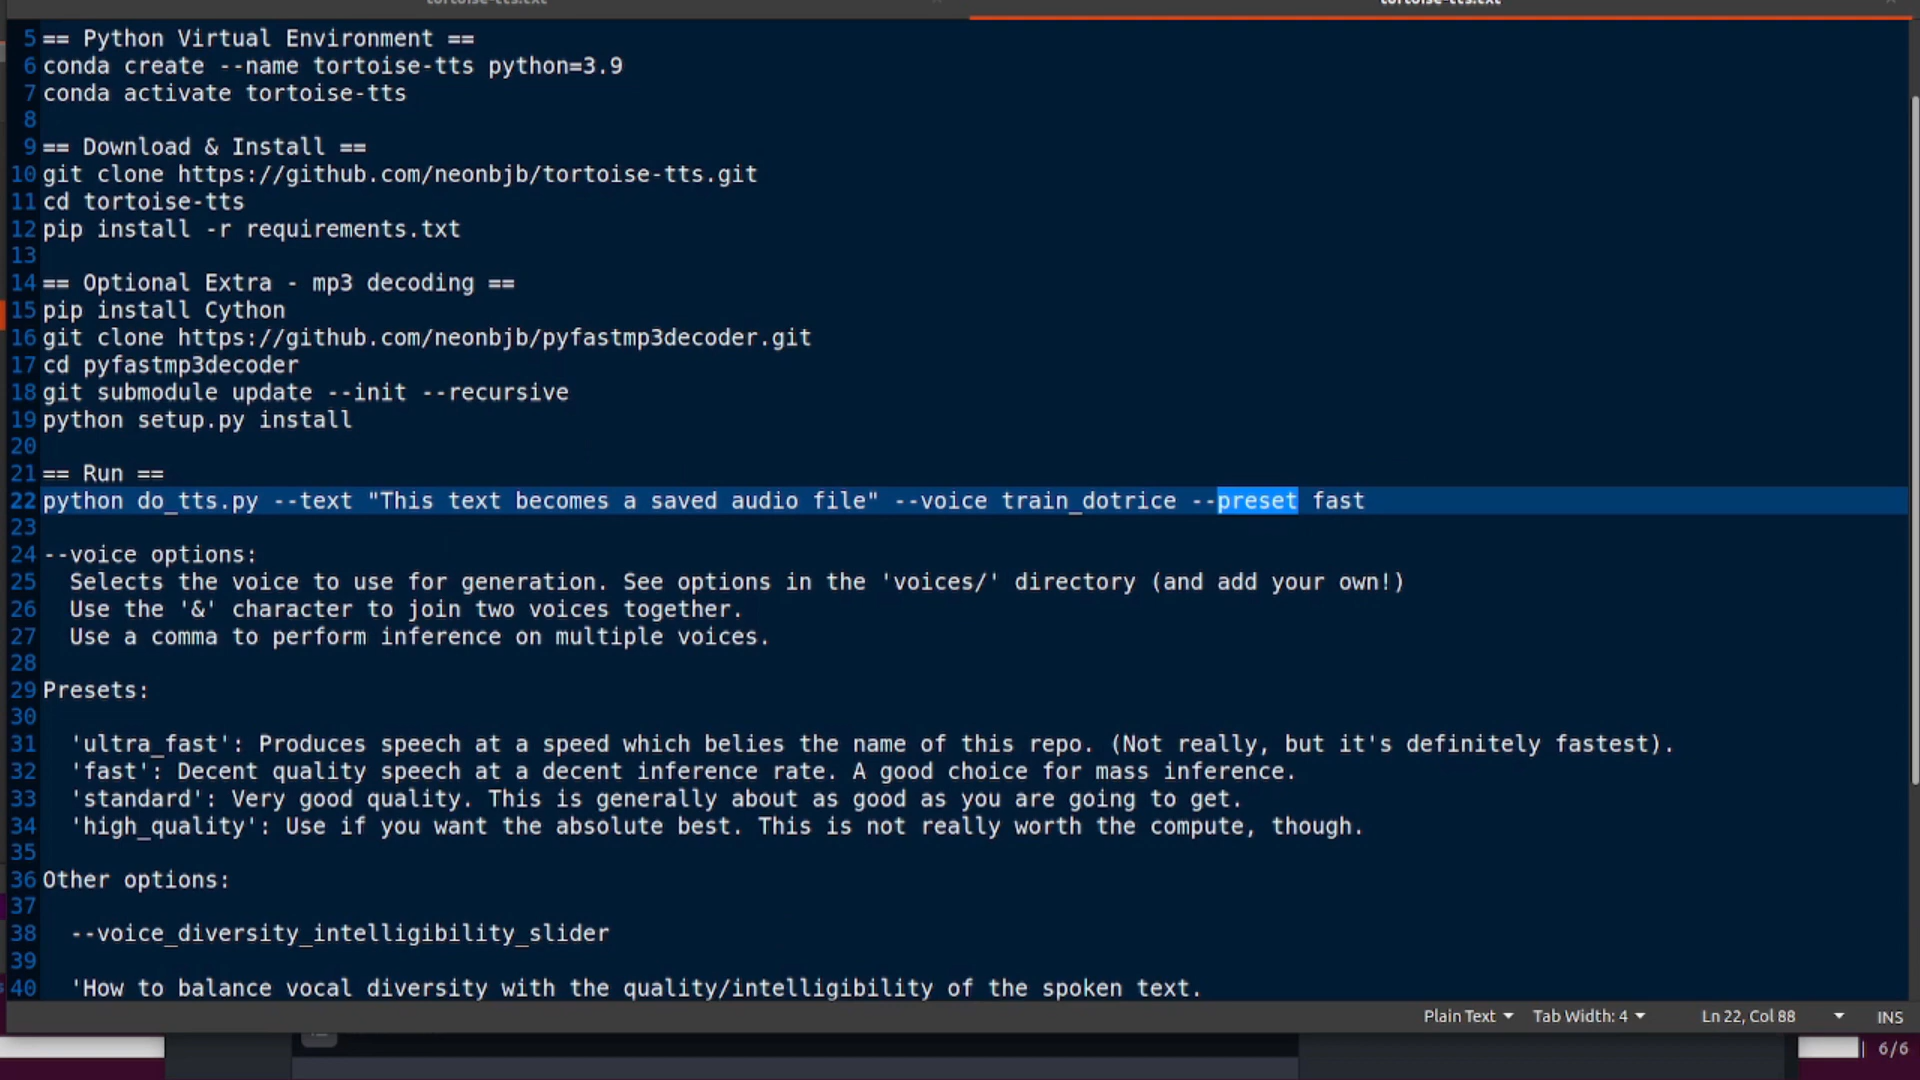 tortoise-tts.txt
tortoise-tts.txt
5 == Python Virtual Environment ==
6 conda create --name tortoise-tts python=3.9
7 conda activate tortoise-tts
8
9 == Download & Install ==
10 git clone https://github.com/neonbjb/tortoise-tts.git
11 cd tortoise-tts
12 pip install -r requirements.txt
13
14 == Optional Extra - mp3 decoding ==
15 pip install Cython
16 git clone https://github.com/neonbjb/pyfastmp3decoder.git
17 cd pyfastmp3decoder
18 git submodule update --init --recursive
19 python setup.py install
20
21 == Run ==
22 python do_tts.py --text "This text becomes a saved audio file" --voice train_dotrice --preset fast
23
24 --voice options:
25 Selects the voice to use for generation. See options in the 'voices/' directory (and add your own!)
26 Use the '&' character to join two voices together.
27 Use a comma to perform inference on multiple voices.
28
29 Presets:
30
31 'ultra_fast': Produces speech at a speed which belies the name of this repo. (Not really, but it's definitely fastest).
32 'fast': Decent quality speech at a decent inference rate. A good choice for mass inference.
33 'standard': Very good quality. This is generally about as good as you are going to get.
34 'high_quality': Use if you want the absolute best. This is not really worth the compute, though.
35
36 Other options:
37
38 --voice_diversity_intelligibility_slider
39
40 'How to balance vocal diversity with the quality/intelligibility of the spoken text.
Plain Text Tab Width: 4 Ln 22, Col 88 INS
6/6